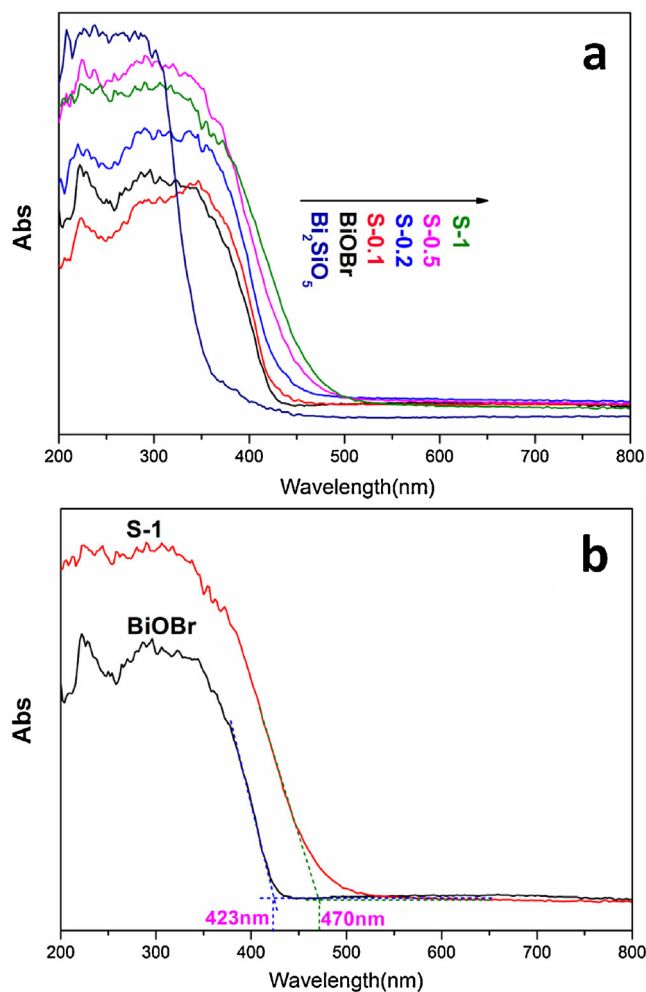 a
Abs
S-1
S-0.5
S-0.2
S-0.1
BiOBr
Bi₂SiO₅
200 300 400 500 600 700 800
Wavelength(nm)
b
S-1
BiOBr
Abs
423nm 470nm
200 300 400 500 600 700 800
Wavelength(nm)